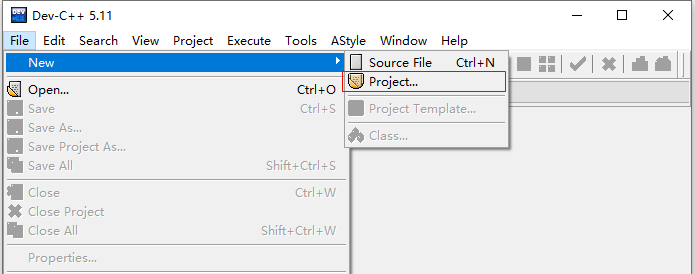 Dev-C++ 5.11
File Edit Search View Project Execute Tools AStyle Window Help
New
Source File Ctrl+N
Project...
Project Template...
Class...
Open... Ctrl+O
Save Ctrl+S
Save As...
Save Project As...
Save All Shift+Ctrl+S
Close Ctrl+W
Close Project
Close All Shift+Ctrl+W
Properties...